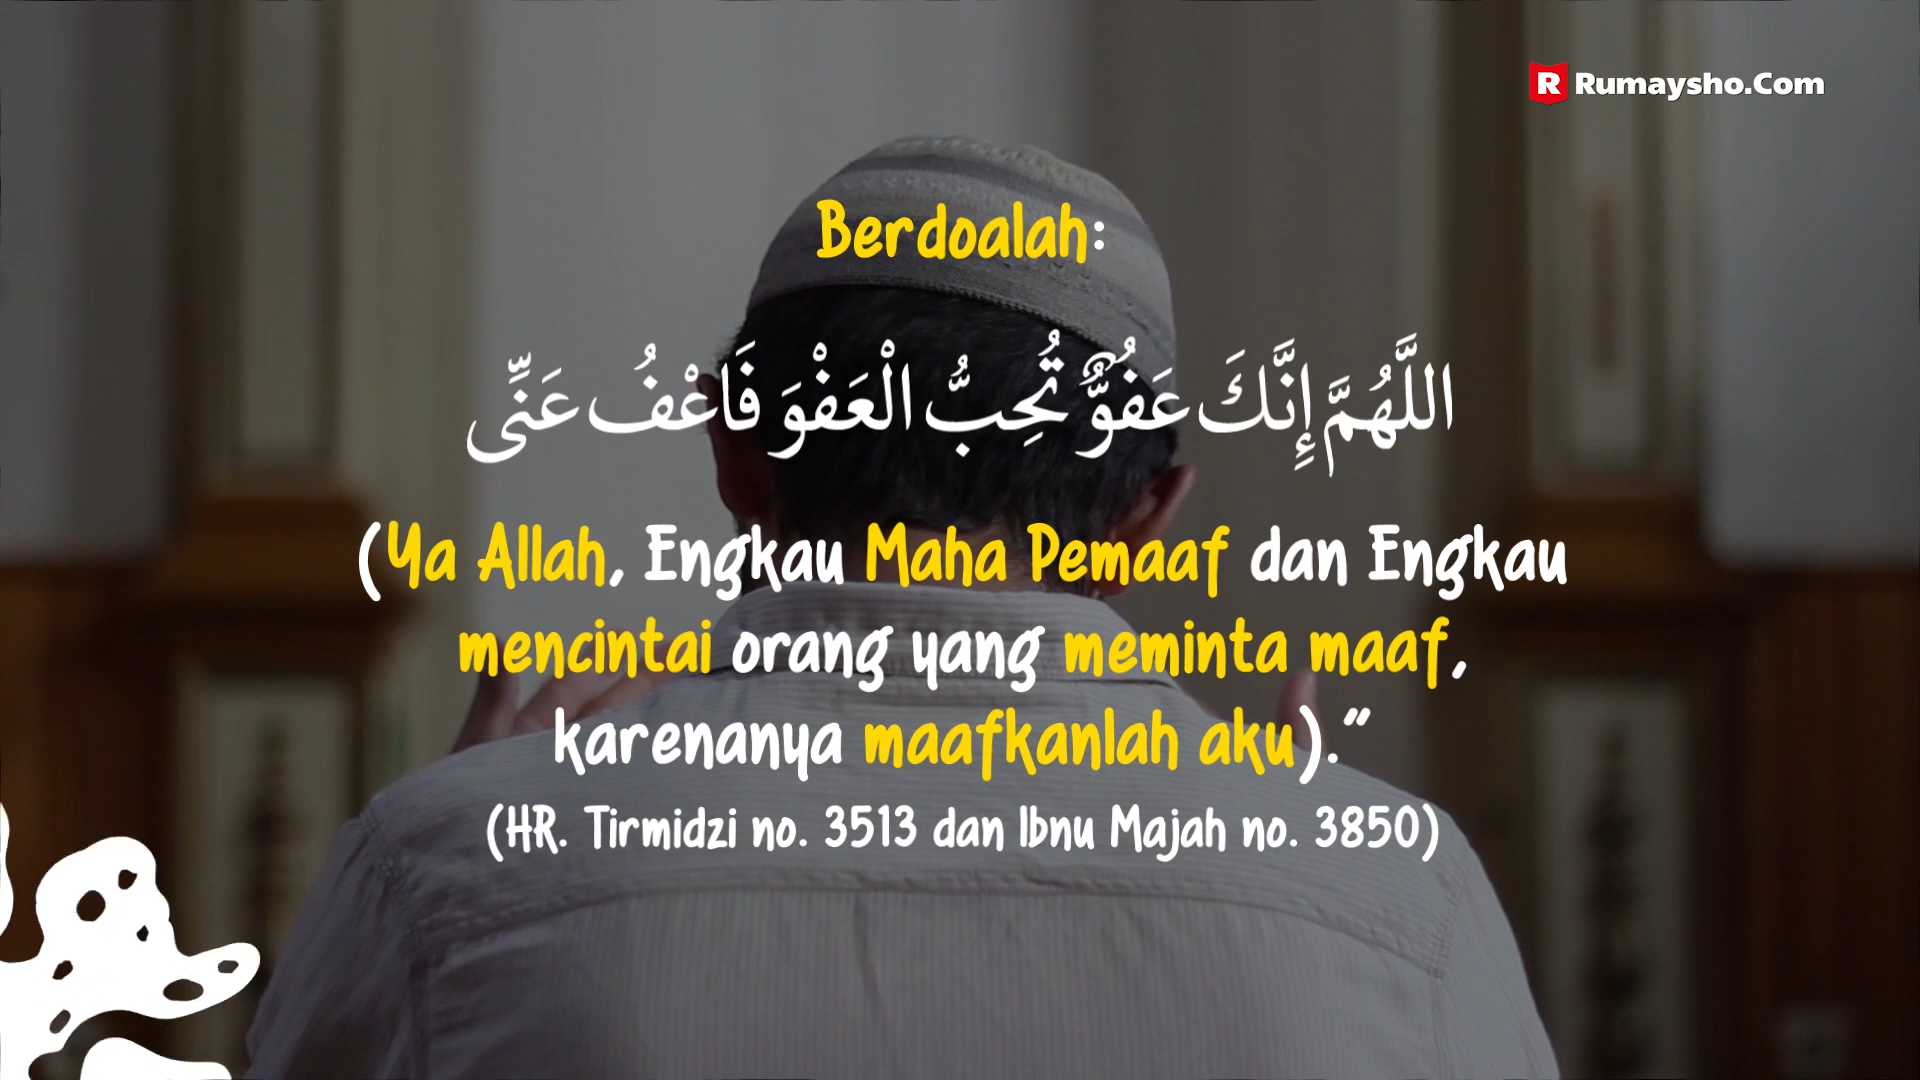 R Rumaysho.Com
Berdoalah:
اللَّهُمَّ إِنَّكَ عَفُوٌّ تُحِبُّ الْعَفْوَ فَاعْفُ عَنِّى
(Ya Allah, Engkau Maha Pemaaf dan Engkau
mencintai orang yang meminta maaf,
karenanya maafkanlah aku).”
(HR. Tirmidzi no. 3513 dan Ibnu Majah no. 3850)